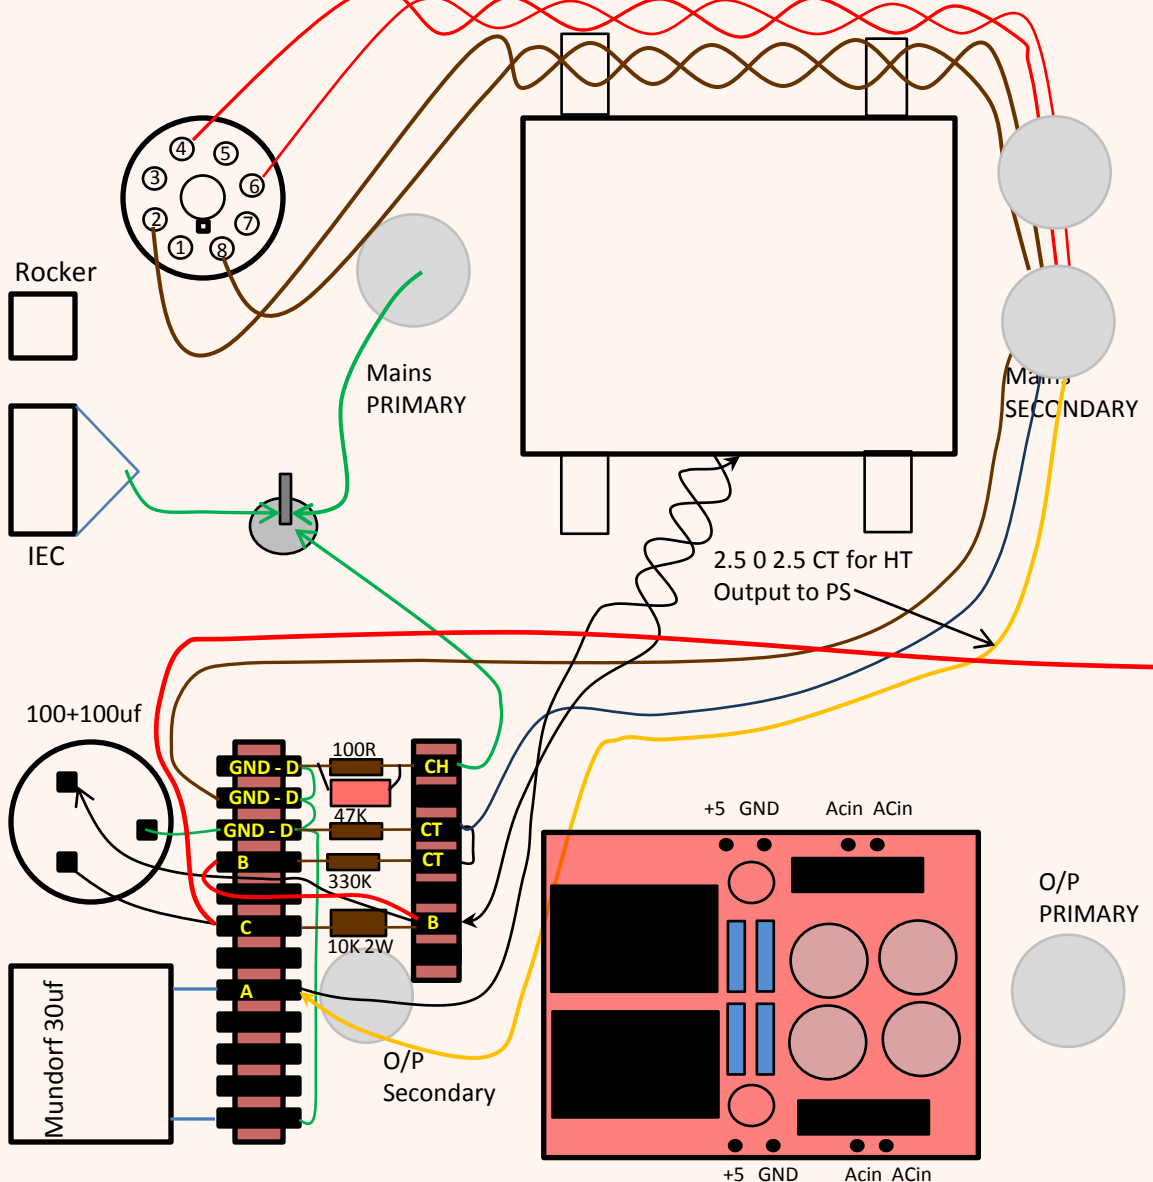 4
5
3
6
2
7
1
8
Rocker
Mains
PRIMARY
Mains
SECONDARY
IEC
2.5 0 2.5 CT for HT
Output to PS
100+100uf
100R
GND - D
CH
GND - D
47K
GND - D
CT
B
CT
330K
C
B
10K 2W
A
Mundorf 30uf
O/P
Secondary
+5 GND Acin ACin
O/P
PRIMARY
+5 GND Acin ACin